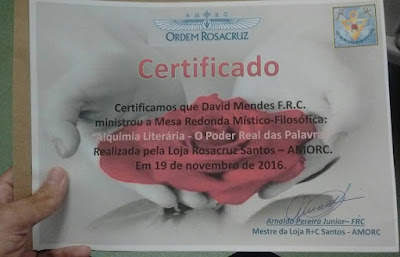 AMORC
ORDEM ROSACRUZ
Certificado
Certificamos que David Mendes F.R.C.
ministrou a Mesa Redonda Místico-Filosófica:
"Alquimia Literária - O Poder Real das Palavra
Realizada pela Loja Rosacruz Santos – AMORC.
Em 19 de novembro de 2016.
Arnaldo Pereira Junior– FRC
Mestre da Loja R+C Santos - AMORC